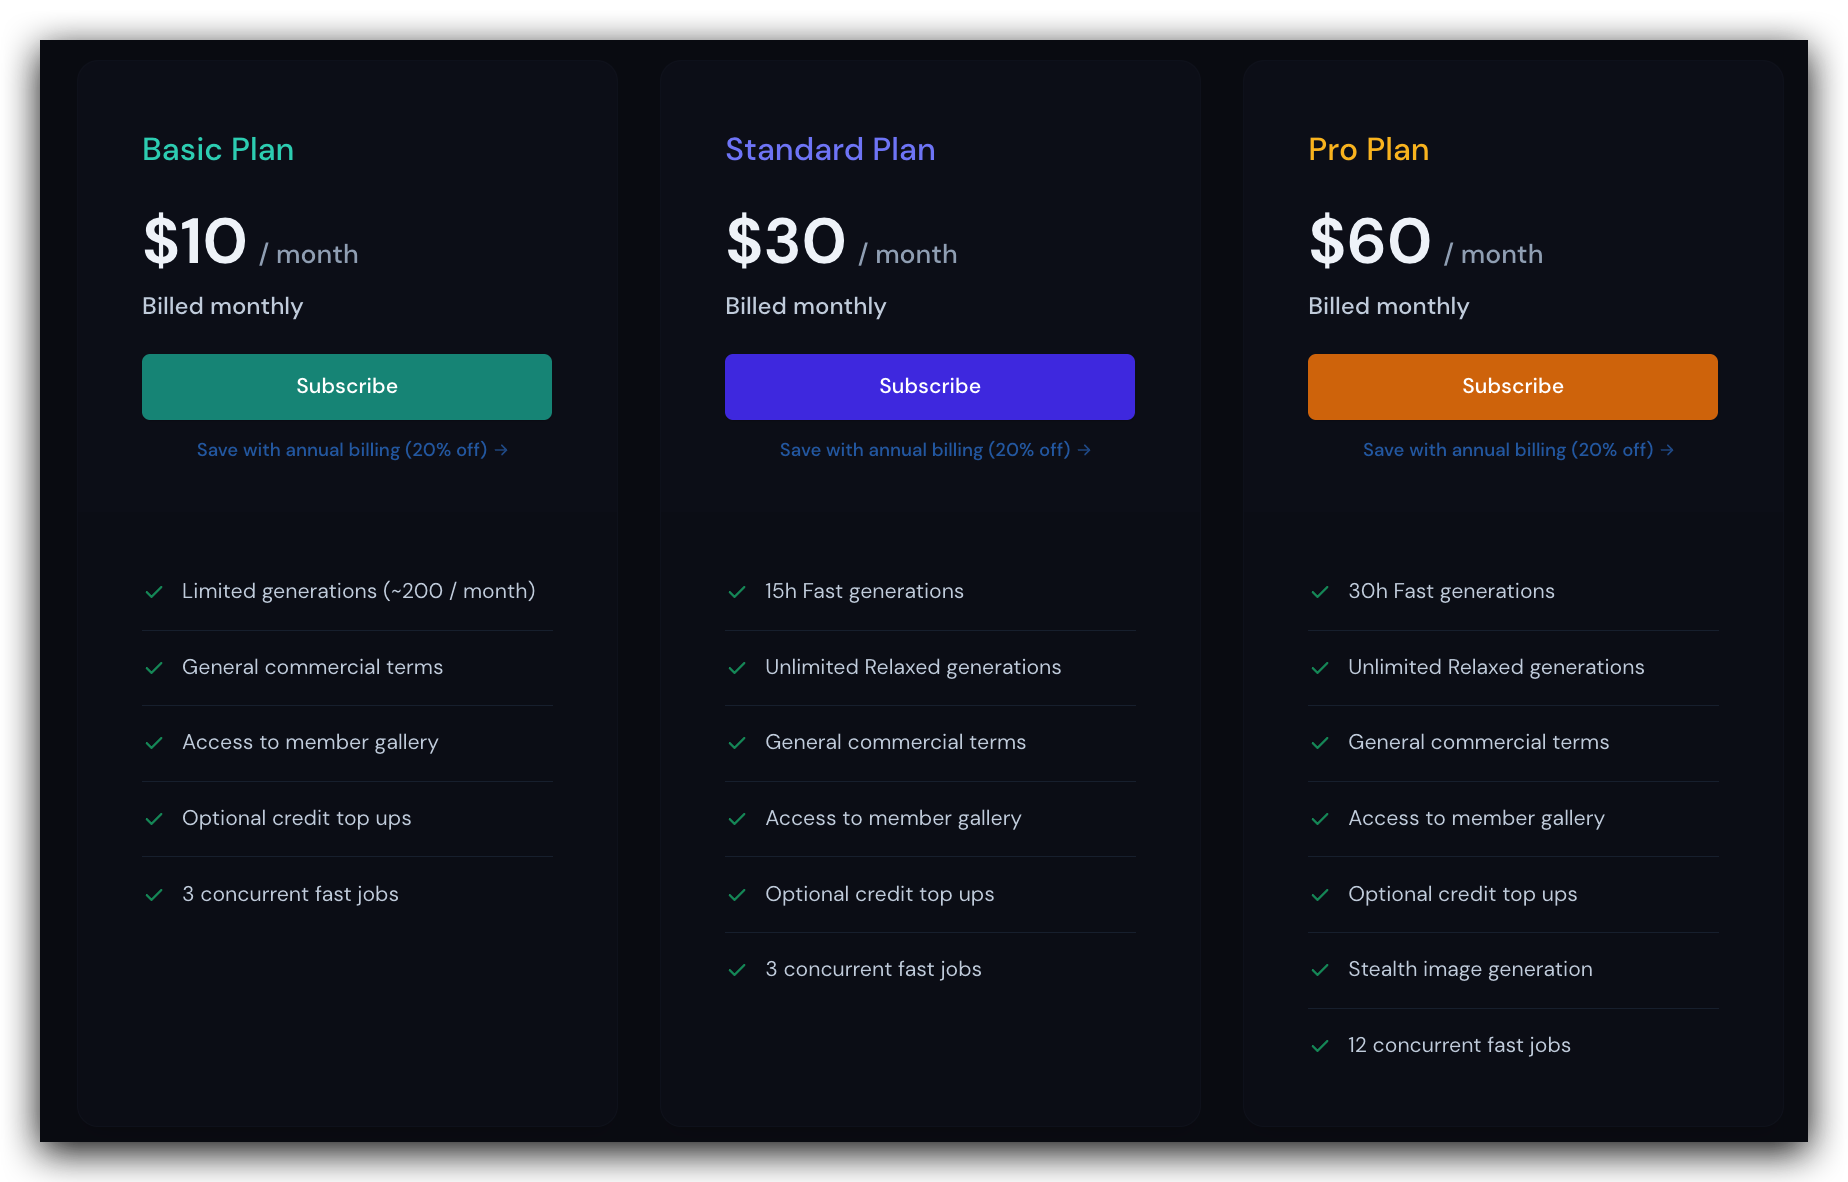 Basic Plan
$10 / month
Billed monthly
Subscribe
Save with annual billing (20% off) →
Limited generations (~200 / month)
General commercial terms
Access to member gallery
Optional credit top ups
3 concurrent fast jobs
Standard Plan
$30 / month
Billed monthly
Subscribe
Save with annual billing (20% off) →
15h Fast generations
Unlimited Relaxed generations
General commercial terms
Access to member gallery
Optional credit top ups
3 concurrent fast jobs
Pro Plan
$60 / month
Billed monthly
Subscribe
Save with annual billing (20% off) →
30h Fast generations
Unlimited Relaxed generations
General commercial terms
Access to member gallery
Optional credit top ups
Stealth image generation
12 concurrent fast jobs